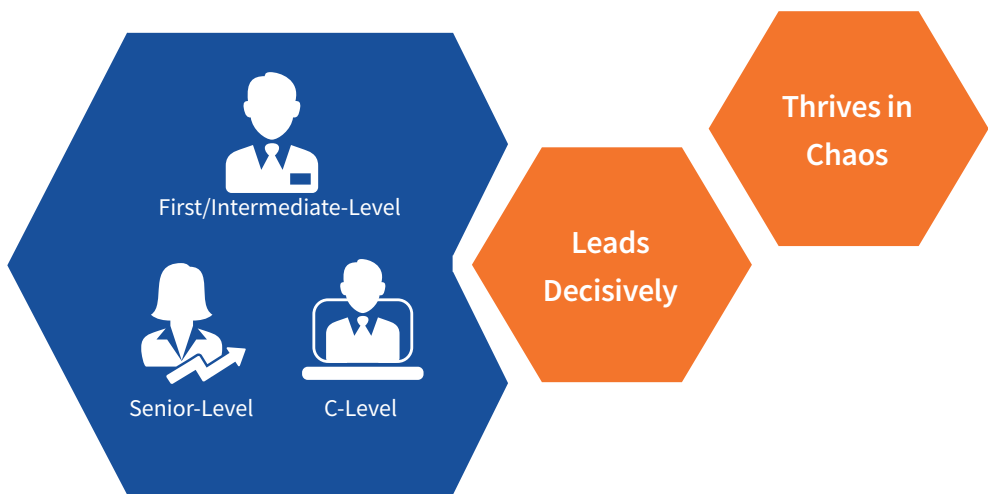 First/Intermediate-Level
Senior-Level
C-Level
Leads
Decisively
Thrives in
Chaos